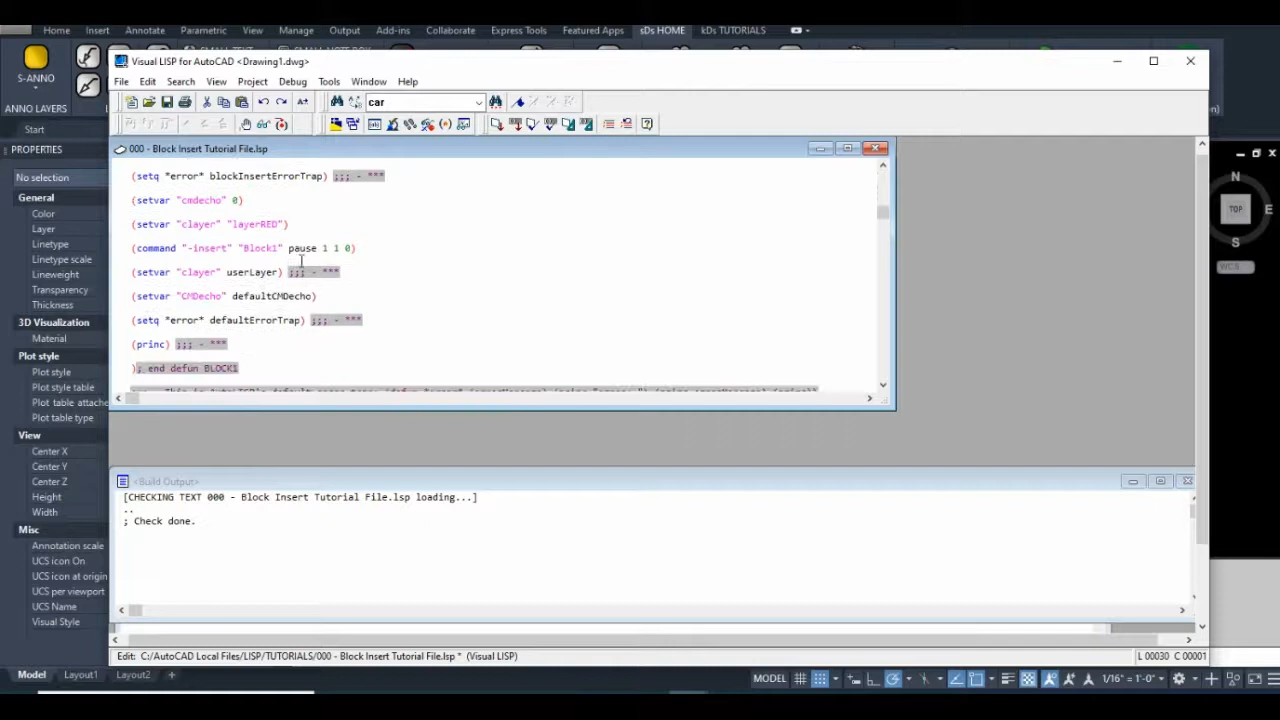 Home Insert Annotate Parametric View Manage Output Add-ins Collaborate Express Tools Featured Apps sDs HOME kDs TUTORIALS
S-ANNO
ANNO LAYERS
Start
PROPERTIES
No selection
General
Color
Layer
Linetype
Linetype scale
Lineweight
Transparency
Thickness
3D Visualization
Material
Plot style
Plot style
Plot style table
Plot table attache
Plot table type
View
Center X
Center Y
Center Z
Height
Width
Misc
Annotation scale
UCS icon On
UCS icon at origin
UCS per viewport
UCS Name
Visual Style
Visual LISP for AutoCAD <Drawing1.dwg>
File Edit Search View Project Debug Tools Window Help
car
000 - Block Insert Tutorial File.lsp
(setq *error* blockInsertErrorTrap) ;;; - """
(setvar "cmdecho" 0)
(setvar "clayer" "layerRED")
(command "-insert" "Block1" pause 1 1 0)
(setvar "clayer" userLayer) ;;; - """
(setvar "CMDecho" defaultCMDecho)
(setq *error* defaultErrorTrap) ;;; - """
(princ) ;;; - """
); end defun BLOCK1
<Build Output>
[CHECKING TEXT 000 - Block Insert Tutorial File.lsp loading...]
..
; Check done.
Edit: C:/AutoCAD Local Files/LISP/TUTORIALS/000 - Block Insert Tutorial File.lsp * (Visual LISP)
L 00030 C 00001
N
TOP
E
S
WCS
Model Layout1 Layout2 +
MODEL 1/16" = 1'-0"